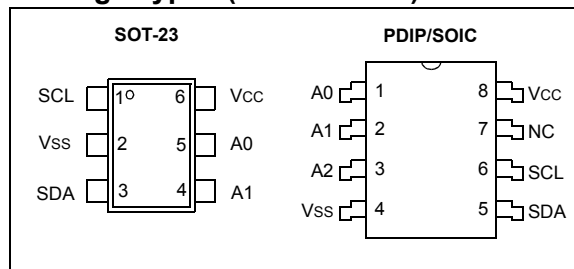 SOT-23
PDIP/SOIC
SCL 1 6 VCC
VSS 2 5 A0
SDA 3 4 A1
A0 1 8 VCC
A1 2 7 NC
A2 3 6 SCL
VSS 4 5 SDA